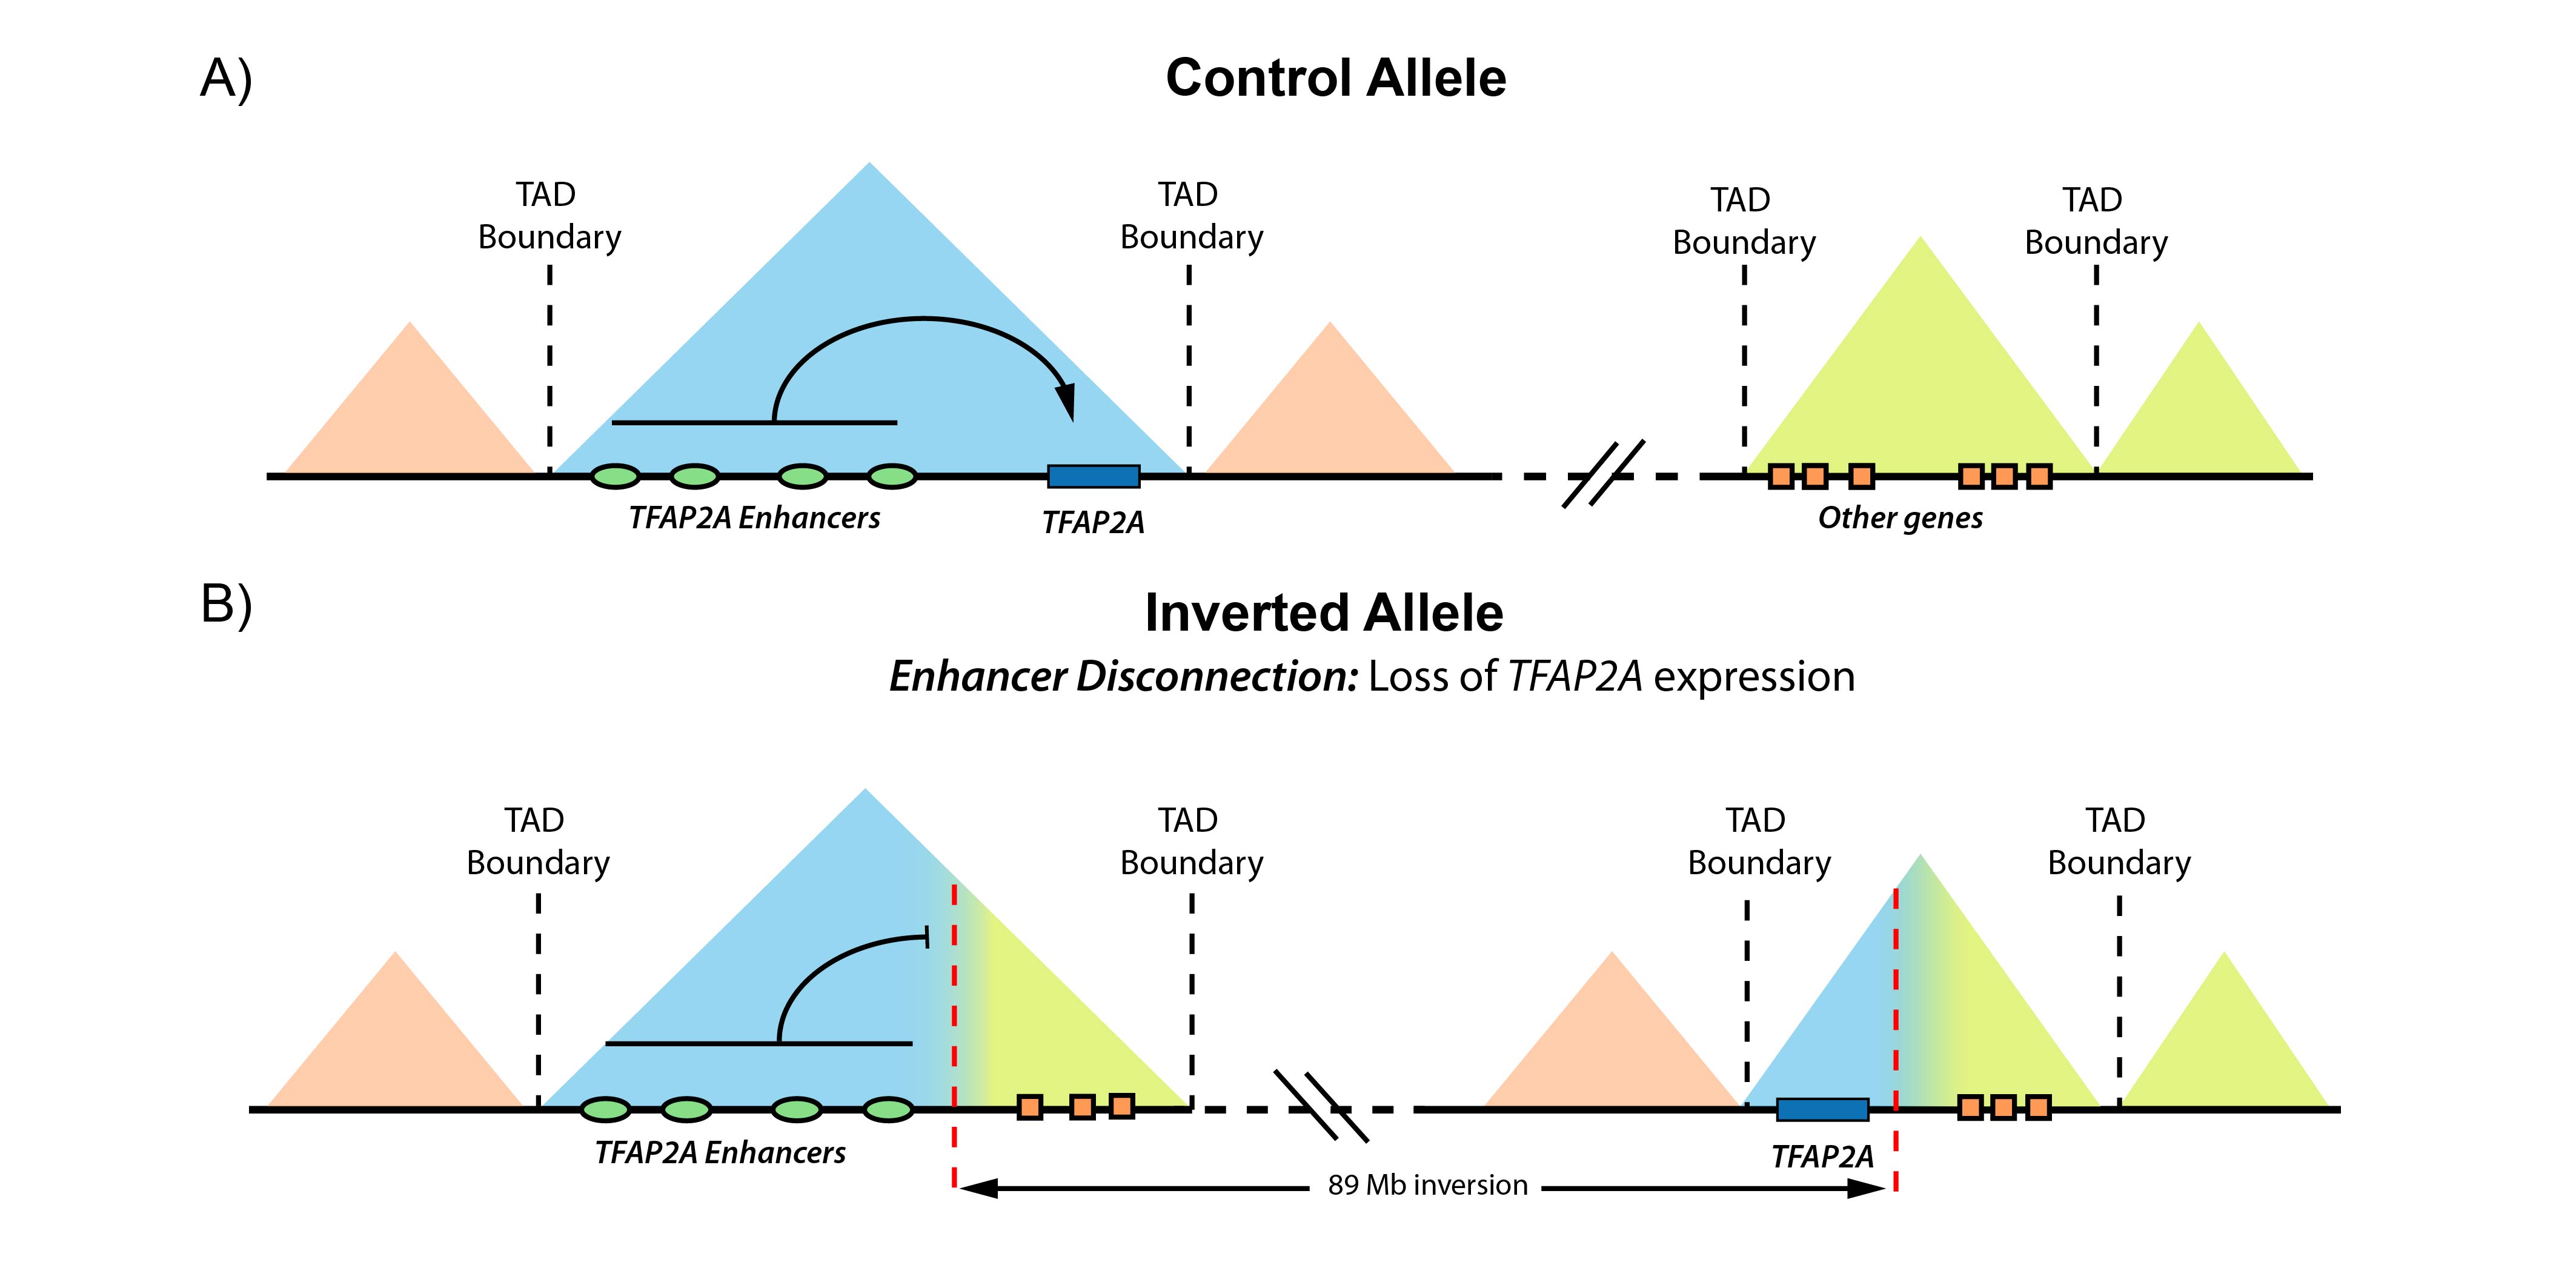 A)
Control Allele
TAD
Boundary
TAD
Boundary
TAD
Boundary
TAD
Boundary
TFAP2A Enhancers
TFAP2A
Other genes
B)
Inverted Allele
Enhancer Disconnection: Loss of TFAP2A expression
TAD
Boundary
TAD
Boundary
TAD
Boundary
TAD
Boundary
TFAP2A Enhancers
TFAP2A
89 Mb inversion